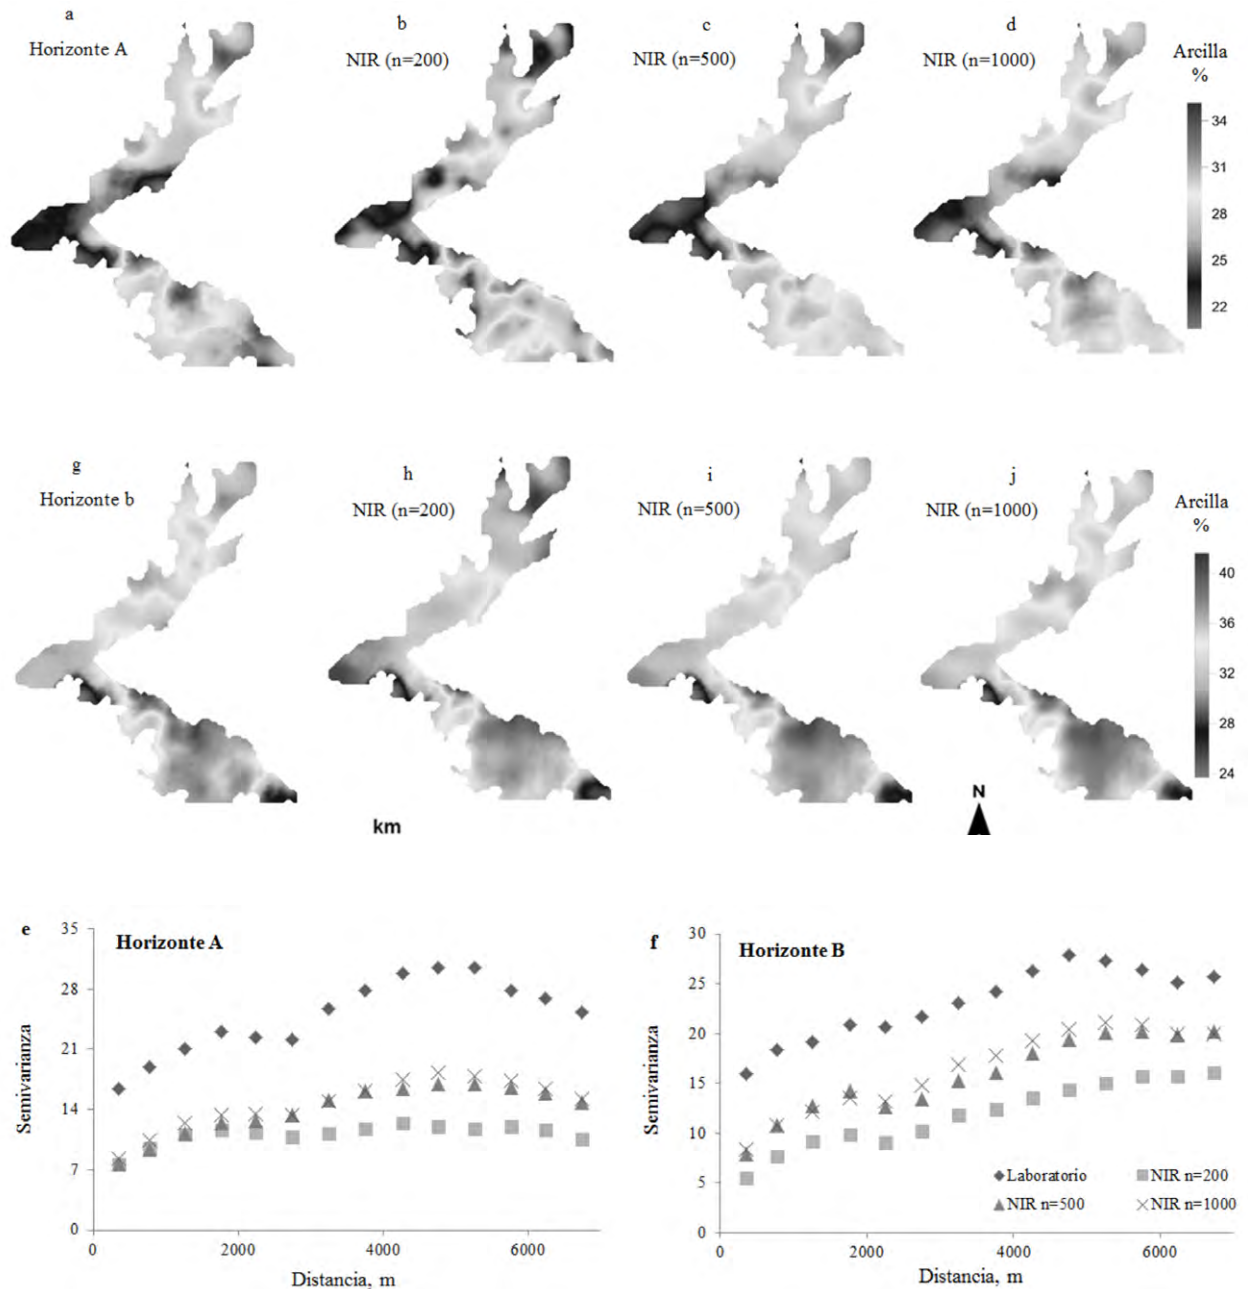 a
Horizonte A
b
NIR (n=200)
c
NIR (n=500)
d
NIR (n=1000)
Arcilla
%
34
31
28
25
22
g
Horizonte b
h
NIR (n=200)
i
NIR (n=500)
j
NIR (n=1000)
Arcilla
%
40
36
32
28
24
km
N
e
Horizonte A
35
28
21
14
7
0
Semivarianza
0 2000 4000 6000
Distancia, m
f
Horizonte B
30
25
20
15
10
5
0
Semivarianza
Laboratorio NIR n=200
NIR n=500 NIR n=1000
0 2000 4000 6000
Distancia, m